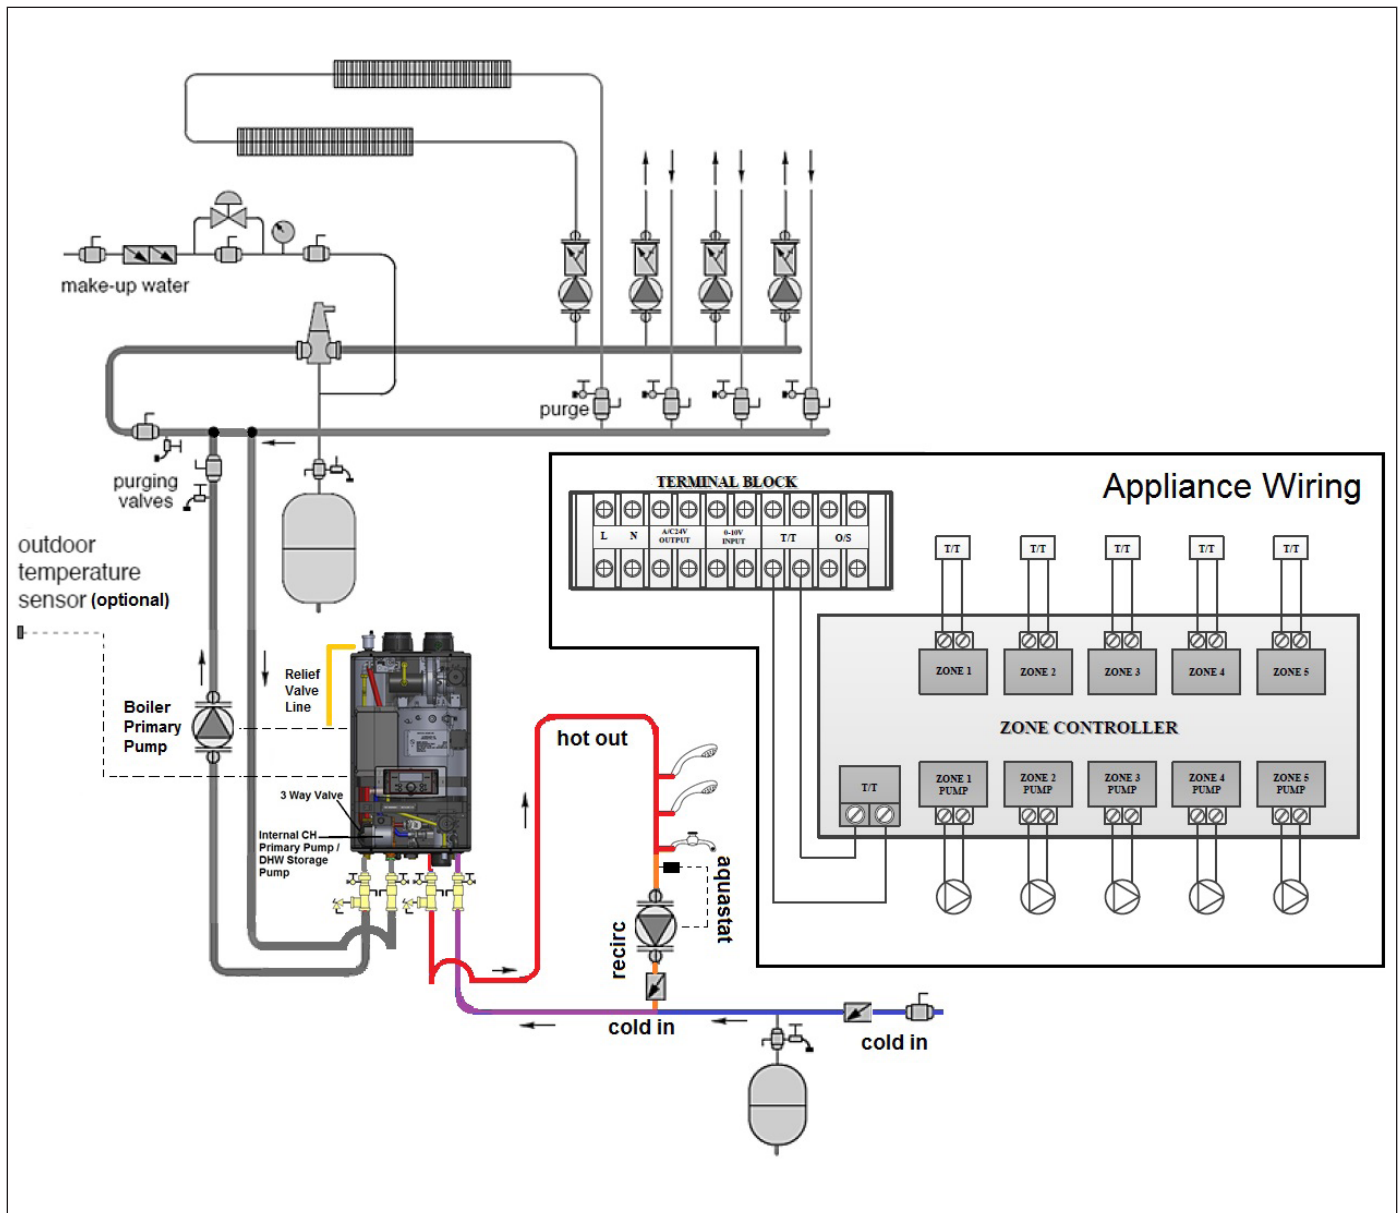 make-up water
purge
purging
valves
outdoor
temperature
sensor (optional)
Relief
Valve
Line
Boiler
Primary
Pump
3 Way Valve
Internal CH
Primary Pump /
DHW Storage
Pump
hot out
aquastat
recirc
cold in
cold in
Appliance Wiring
TERMINAL BLOCK
L N A/C24V OUTPUT 0-10V INPUT T/T O/S
T/T T/T T/T T/T T/T
ZONE 1 ZONE 2 ZONE 3 ZONE 4 ZONE 5
ZONE CONTROLLER
T/T
ZONE 1 PUMP ZONE 2 PUMP ZONE 3 PUMP ZONE 4 PUMP ZONE 5 PUMP